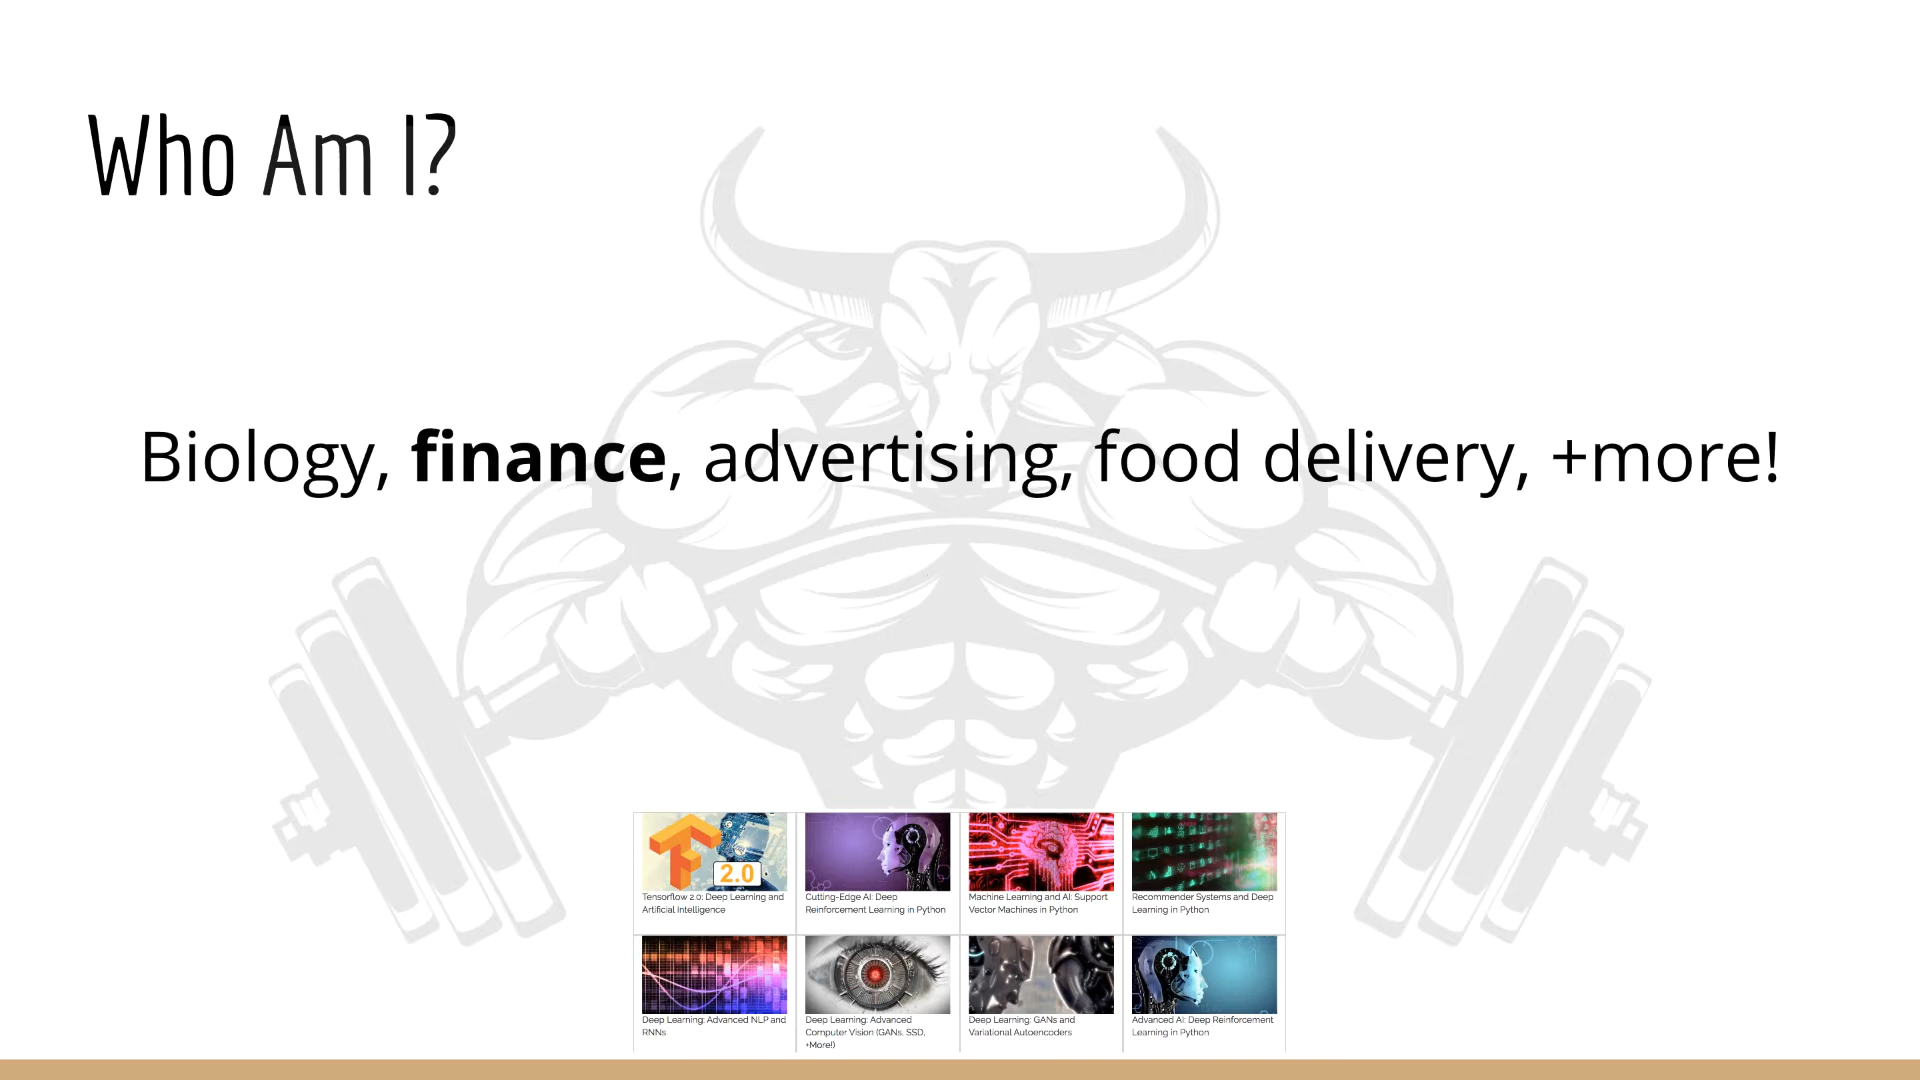 Who Am I?
Biology, finance, advertising, food delivery, +more!
2.0
Tensorflow 2.0: Deep Learning and
Artificial Intelligence
Cutting-Edge AI: Deep
Reinforcement Learning in Python
Machine Learning and AI: Support
Vector Machines in Python
Recommender Systems and Deep
Learning in Python
Deep Learning: Advanced NLP and
RNNs
Deep Learning: Advanced
Computer Vision (GANs, SSD,
+More!)
Deep Learning: GANs and
Variational Autoencoders
Advanced AI: Deep Reinforcement
Learning in Python